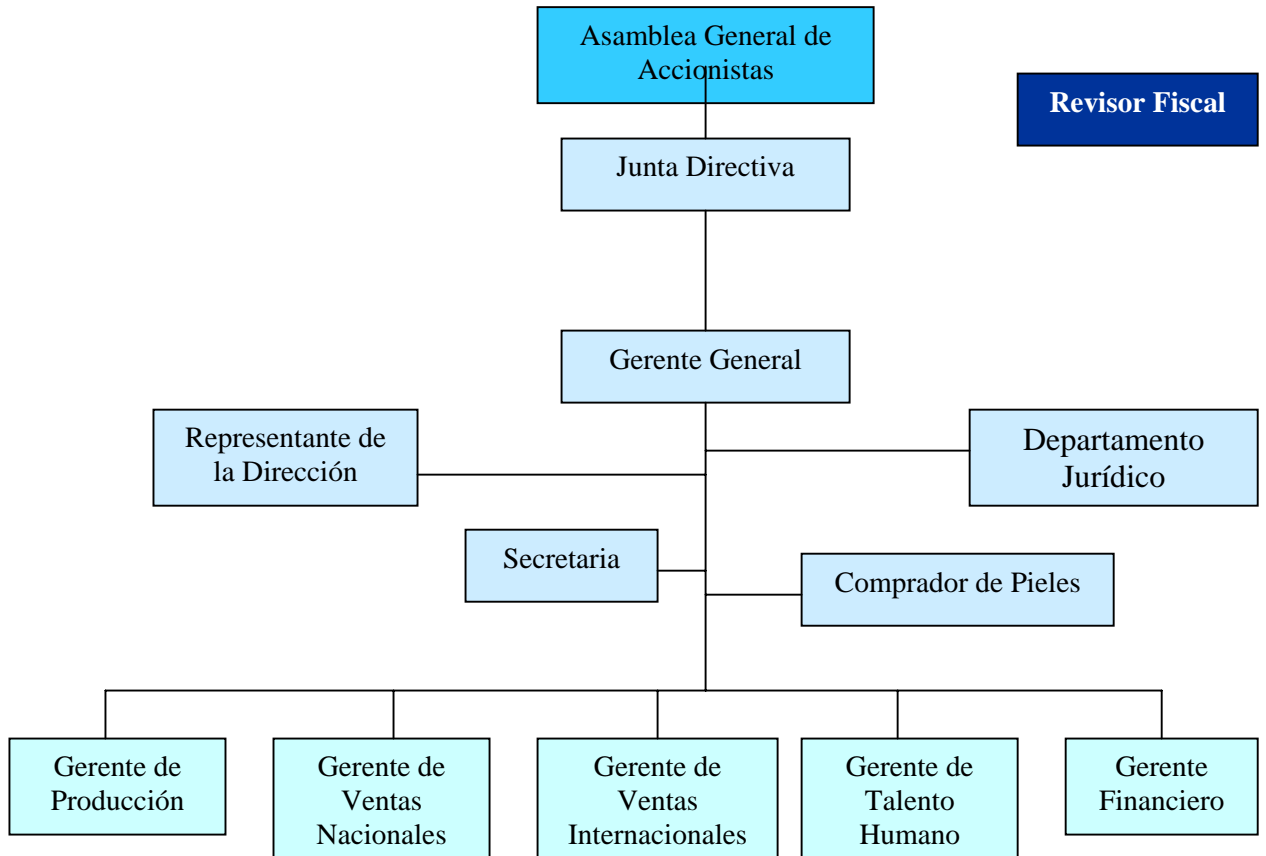 Asamblea General de
Accionistas
Revisor Fiscal
Junta Directiva
Gerente General
Representante de
la Dirección
Departamento
Jurídico
Secretaria
Comprador de Pieles
Gerente de
Producción
Gerente de
Ventas
Nacionales
Gerente de
Ventas
Internacionales
Gerente de
Talento
Humano
Gerente
Financiero